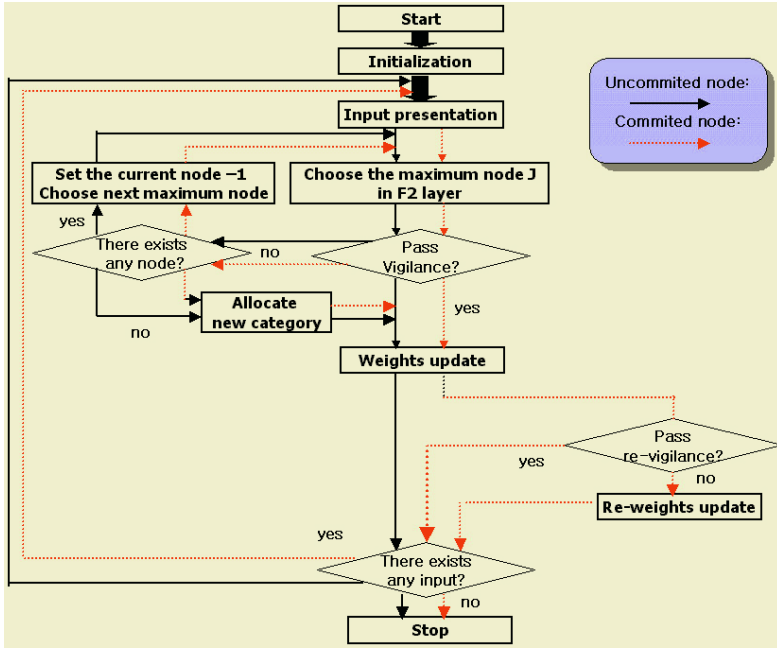 Start
Initialization
Uncommited node:
Commited node:
Input presentation
Set the current node −1
Choose next maximum node
Choose the maximum node J
in F2 layer
yes
There exists
any node?
no
Pass
Vigilance?
Allocate
new category
no
yes
Weights update
Pass
re-vigilance?
yes
no
Re-weights update
yes
There exists
any input?
no
Stop